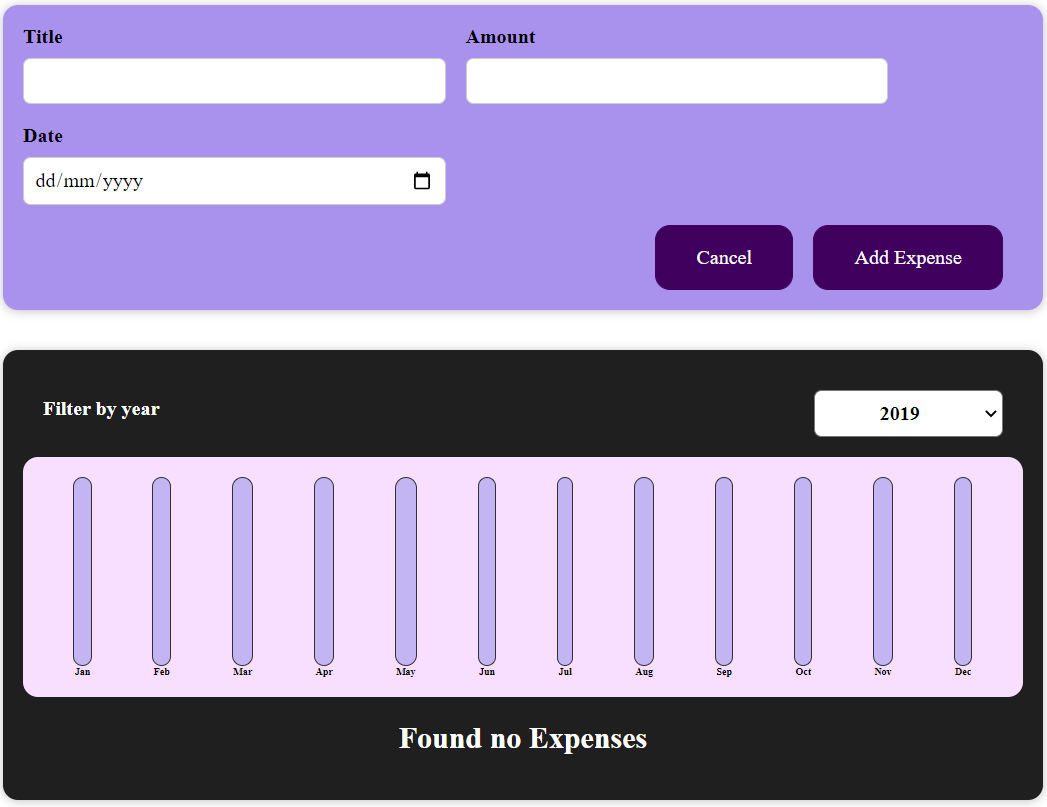 Title Amount
Date
dd/mm/yyyy
Cancel Add Expense
Filter by year 2019
Jan Feb Mar Apr May Jun Jul Aug Sep Oct Nov Dec
Found no Expenses